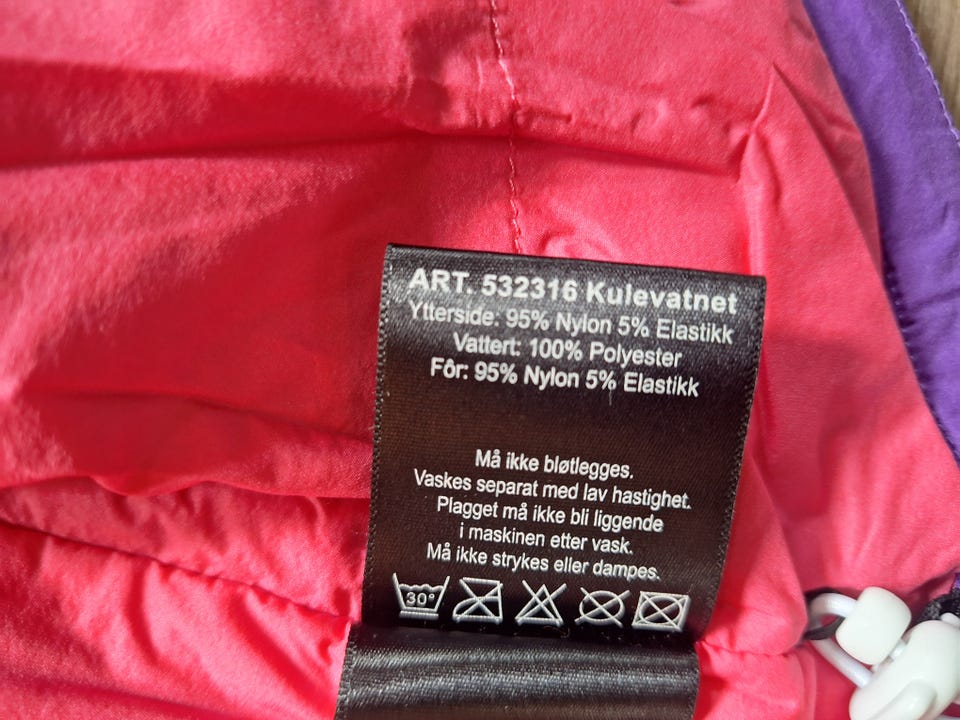 ART. 532316 Kulevatnet
Ytterside: 95% Nylon 5% Elastikk
Vattert: 100% Polyester
Fôr: 95% Nylon 5% Elastikk
Må ikke bløtlegges.
Vaskes separat med lav hastighet.
Plagget må ikke bli liggende
i maskinen etter vask.
Må ikke strykes eller dampes.
30°